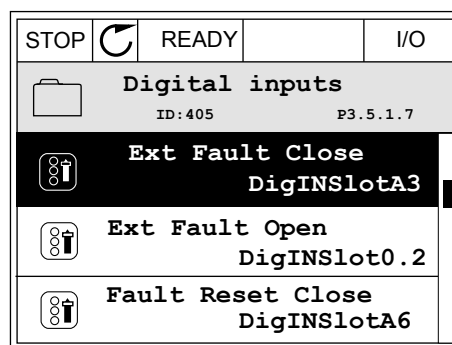 STOP READY I/O
Digital inputs
ID:405 P3.5.1.7
Ext Fault Close
DigINSlotA3
Ext Fault Open
DigINSlot0.2
Fault Reset Close
DigINSlotA6